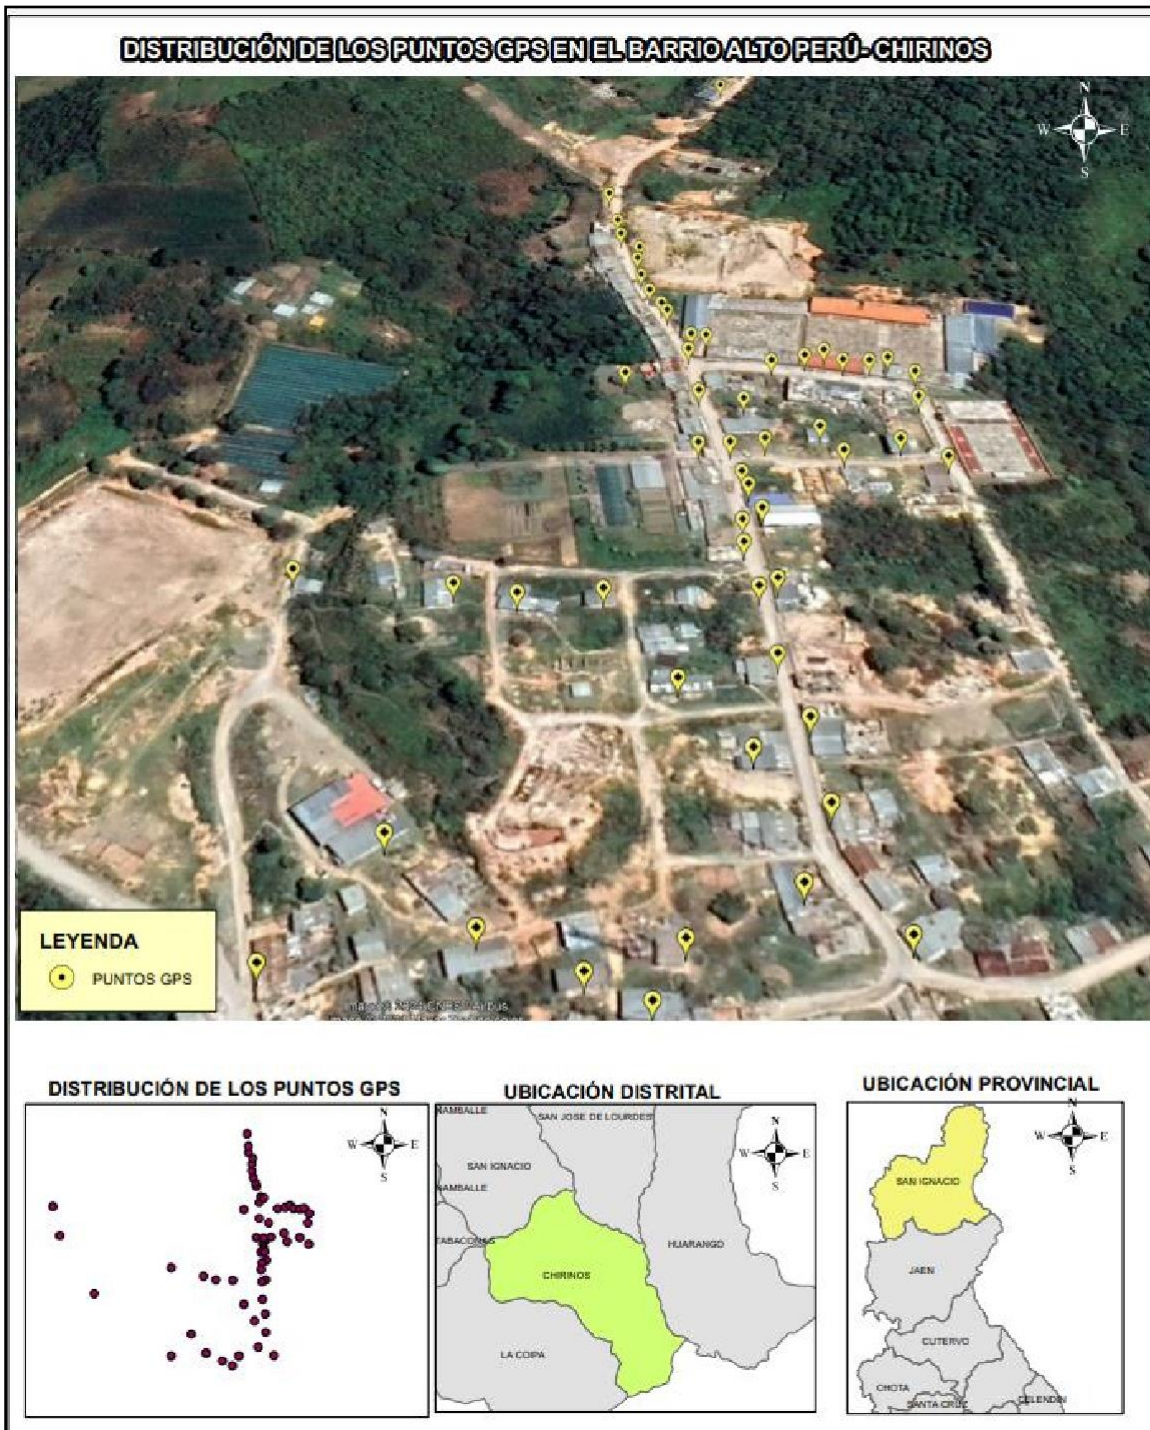 DISTRIBUCIÓN DE LOS PUNTOS GPS EN EL BARRIO ALTO PERÚ- CHIRINOS
N
W E
S
LEYENDA
PUNTOS GPS
DISTRIBUCIÓN DE LOS PUNTOS GPS
N
W E
S
UBICACIÓN DISTRITAL
NAMBALLE
SAN JOSE DE LOURDES
N
W E
S
SAN IGNACIO
NAMBALLE
TABACONAS
HUARANGO
CHIRINOS
LA COIPA
UBICACIÓN PROVINCIAL
N
W E
S
SAN IGNACIO
JAEN
CUTERVO
CHOTA
CELENDIN
SANTA CRUZ